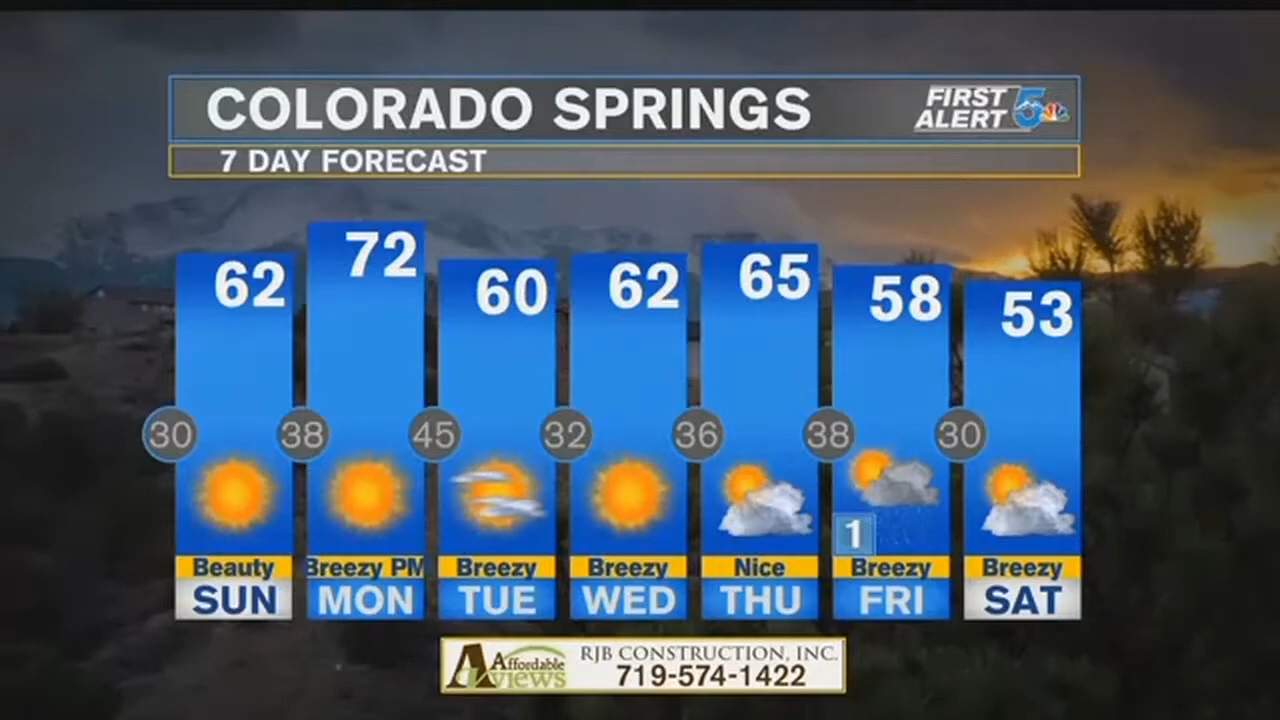 COLORADO SPRINGS
FIRST
ALERT 5
7 DAY FORECAST
62 72 60 62 65 58 53
30 38 45 32 36 38 30
1
Beauty Breezy PM Breezy Breezy Nice Breezy Breezy
SUN MON TUE WED THU FRI SAT
Affordable
views
RJB CONSTRUCTION, INC.
719-574-1422